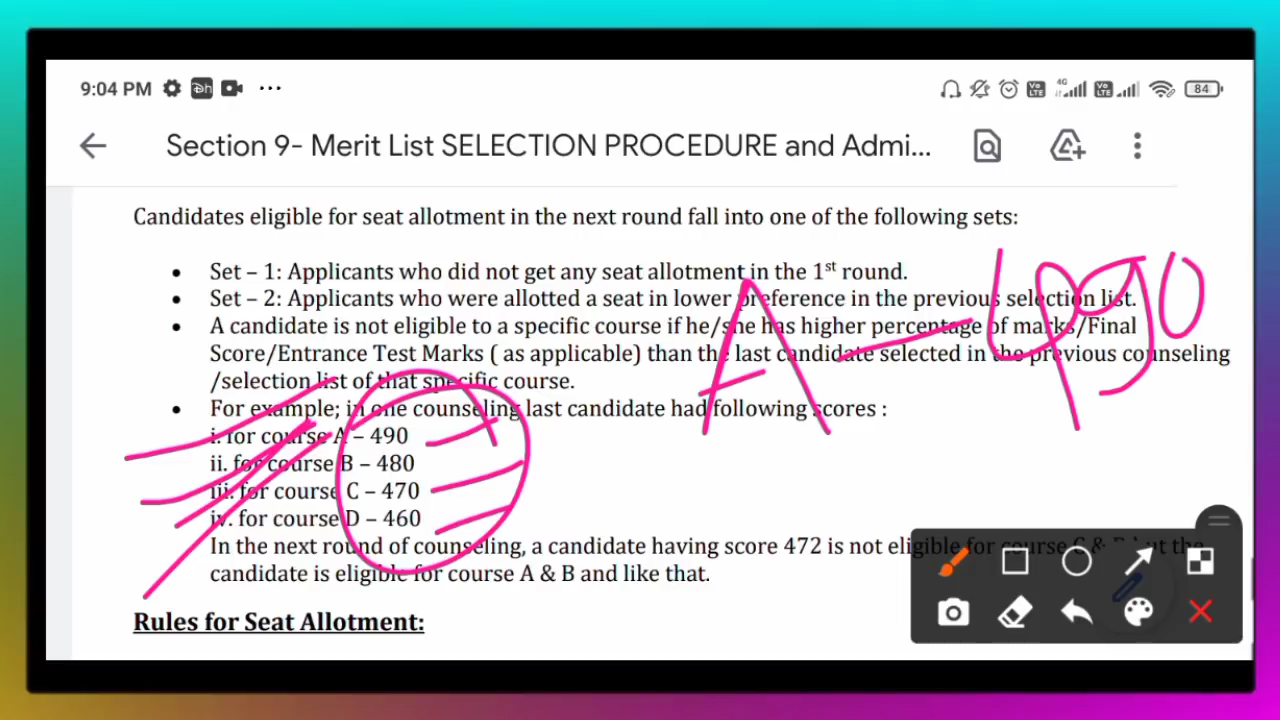 9:04 PM
4G
Vo LTE
Vo LTE
84
Section 9- Merit List SELECTION PROCEDURE and Admi...
Candidates eligible for seat allotment in the next round fall into one of the following sets:
• Set – 1: Applicants who did not get any seat allotment in the 1st round.
• Set – 2: Applicants who were allotted a seat in lower preference in the previous selection list.
• A candidate is not eligible to a specific course if he/she has higher percentage of marks/Final
Score/Entrance Test Marks ( as applicable) than the last candidate selected in the previous counseling
/selection list of that specific course.
• For example; in one counseling last candidate had following scores :
i. for course A – 490
ii. for course B – 480
iii. for course C – 470
iv. for course D – 460
In the next round of counseling, a candidate having score 472 is not eligible for course C & but the
candidate is eligible for course A & B and like that.
A – 490
Rules for Seat Allotment: